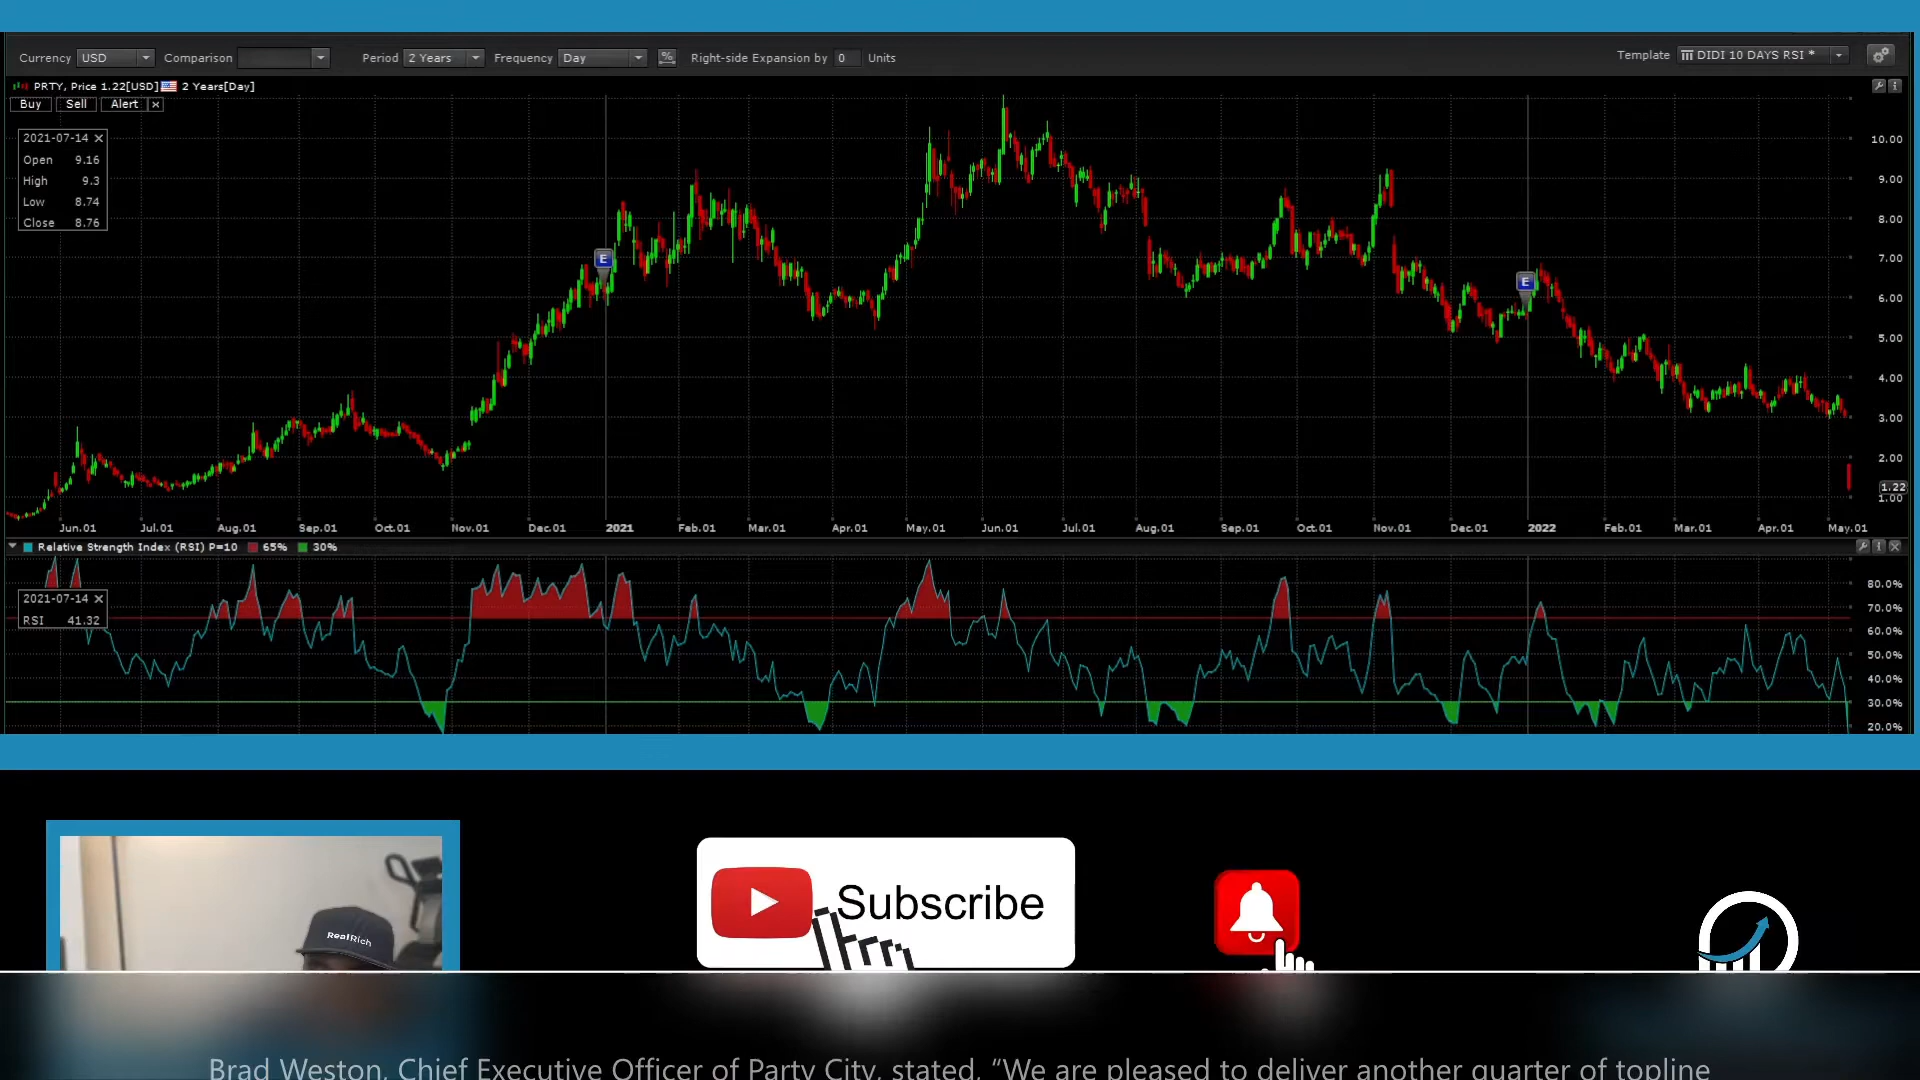 Currency USD Comparison Period 2 Years Frequency Day % Right-side Expansion by 0 Units Template DIDI 10 DAYS RSI *
PRTY, Price 1.22[USD] 2 Years[Day]
Buy Sell Alert
2021-07-14
Open 9.16
High 9.3
Low 8.74
Close 8.76
E
E
10.00
9.00
8.00
7.00
6.00
5.00
4.00
3.00
2.00
1.22
1.00
Jun.01 Jul.01 Aug.01 Sep.01 Oct.01 Nov.01 Dec.01 2021 Feb.01 Mar.01 Apr.01 May.01 Jun.01 Jul.01 Aug.01 Sep.01 Oct.01 Nov.01 Dec.01 2022 Feb.01 Mar.01 Apr.01 May.01
Relative Strength Index (RSI) P=10 65% 30%
2021-07-14
RSI 41.32
80.0%
70.0%
60.0%
50.0%
40.0%
30.0%
20.0%
RealRich
Subscribe
Brad Weston, Chief Executive Officer of Party City, stated, “We are pleased to deliver another quarter of topline